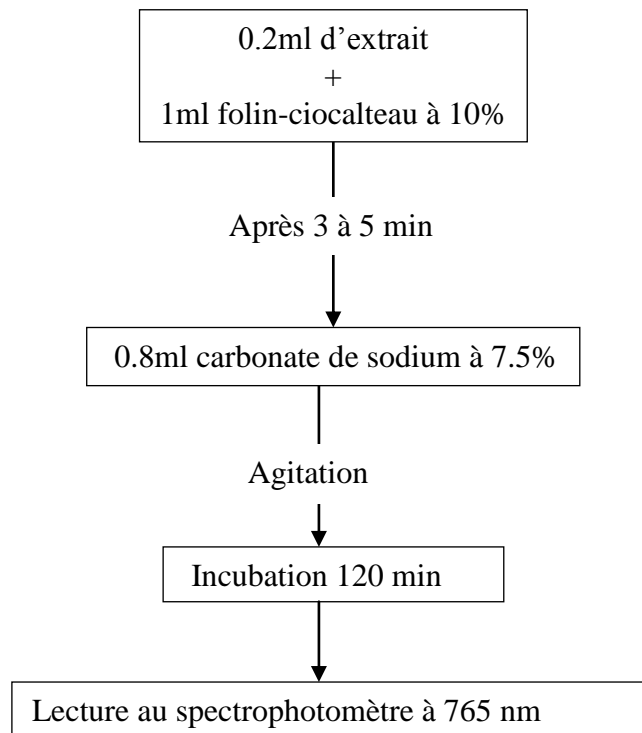 0.2ml d’extrait
+
1ml folin-ciocalteau à 10%
Après 3 à 5 min
0.8ml carbonate de sodium à 7.5%
Agitation
Incubation 120 min
Lecture au spectrophotomètre à 765 nm